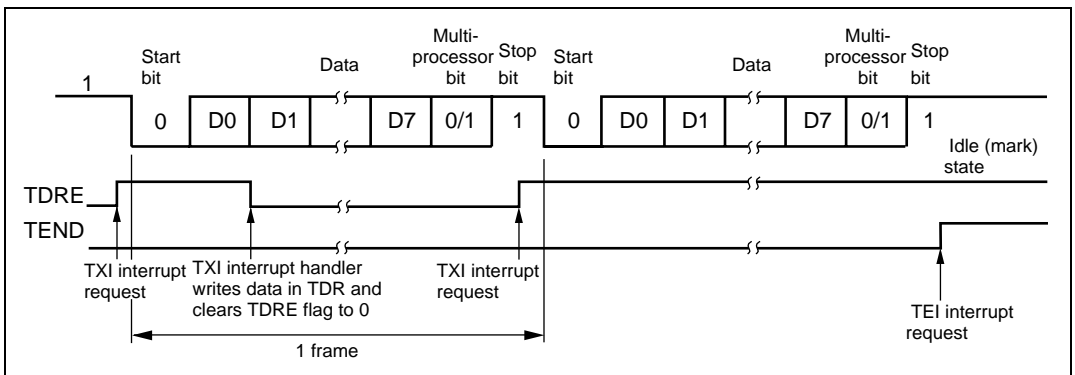 Multi-
Start
bit
Data
processor
bit
Stop
bit
Start
bit
Data
Multi-
processor
bit
Stop
bit
1
0 D0 D1 D7 0/1 1 0 D0 D1 D7 0/1 1
Idle (mark)
state
TDRE
TEND
TXI interrupt
request
TXI interrupt handler
writes data in TDR and
clears TDRE flag to 0
TXI interrupt
request
TEI interrupt
request
1 frame